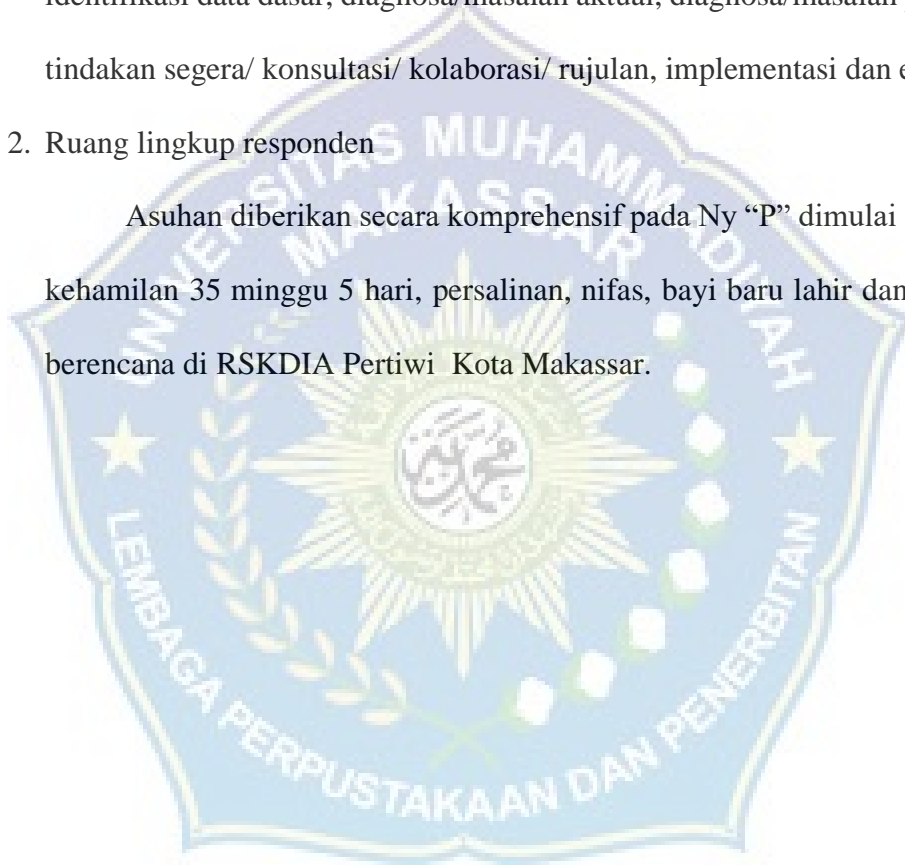 identifikasi data dasar, diagnosa/masalah aktual, diagnosa/masalah
tindakan segera/ konsultasi/ kolaborasi/ rujulan, implementasi dan
2. Ruang lingkup responden
Asuhan diberikan secara komprehensif pada Ny “P” dimulai
kehamilan 35 minggu 5 hari, persalinan, nifas, bayi baru lahir dan
berencana di RSKDIA Pertiwi Kota Makassar.
UNIVERSITAS MUHAMMADIYAH
MAKASSAR
LEMBAGA PERPUSTAKAAN DAN PENERBITAN